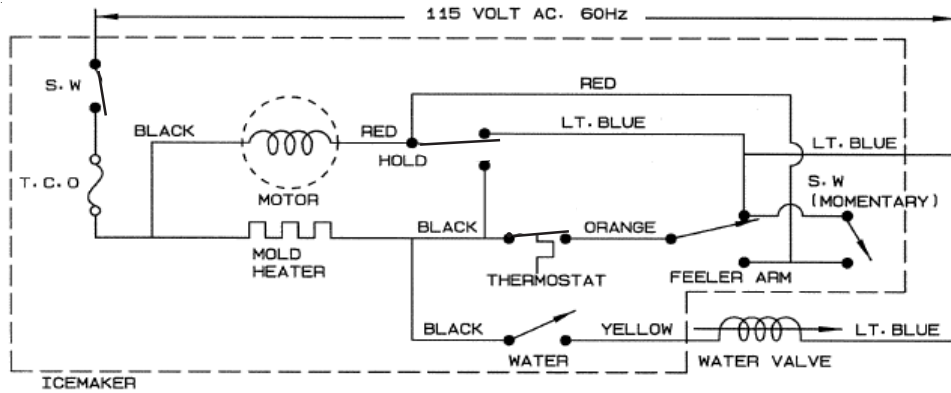 115 VOLT AC. 60Hz
S.W
RED
BLACK
RED
LT.BLUE
LT.BLUE
HOLD
T.C.O
MOTOR
S.W
(MOMENTARY)
BLACK
ORANGE
MOLD
HEATER
THERMOSTAT
FEELER ARM
BLACK
YELLOW
LT.BLUE
WATER
WATER VALVE
ICEMAKER